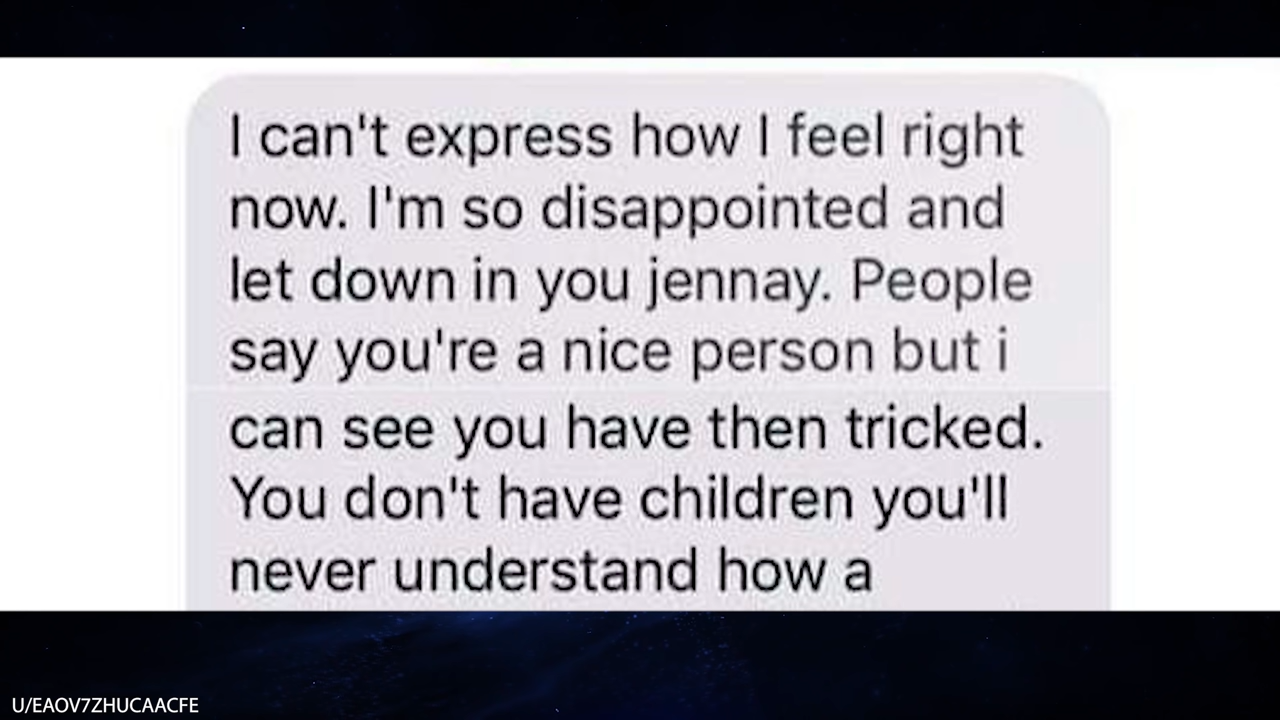 I can't express how I feel right
now. I'm so disappointed and
let down in you jennay. People
say you're a nice person but i
can see you have then tricked.
You don't have children you'll
never understand how a
U/EAOV7ZHUCAACFE